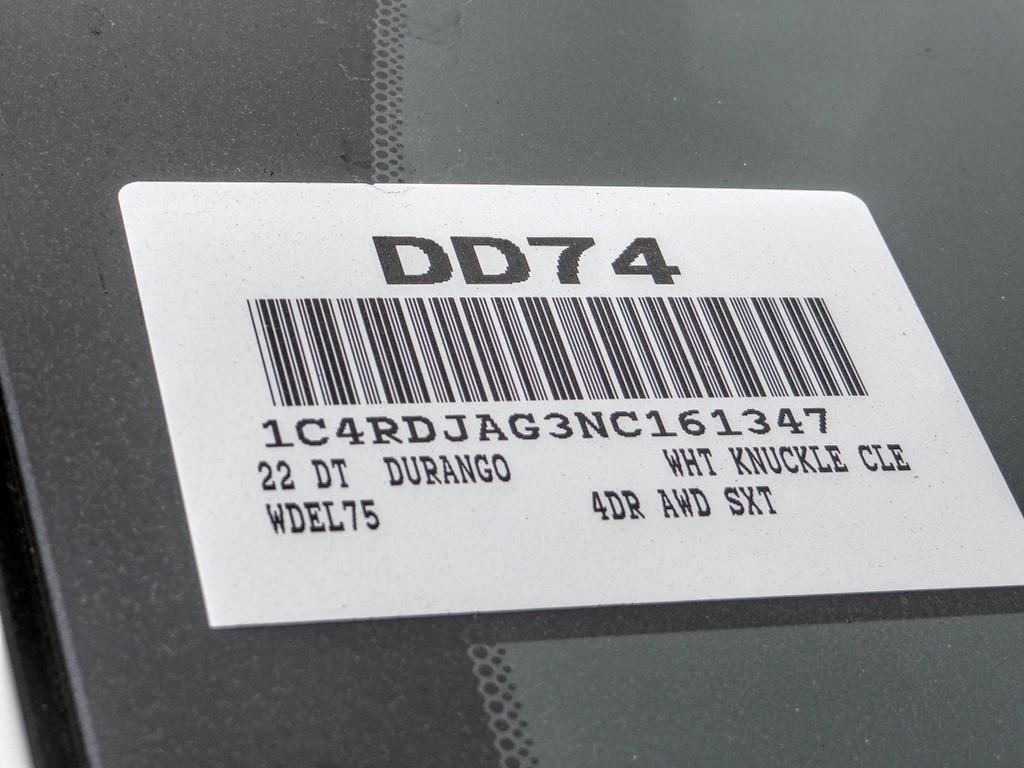 DD74
1C4RDJAG3NC161347
22 DT DURANGO WHT KNUCKLE CLE
WDEL75 4DR AWD SXT